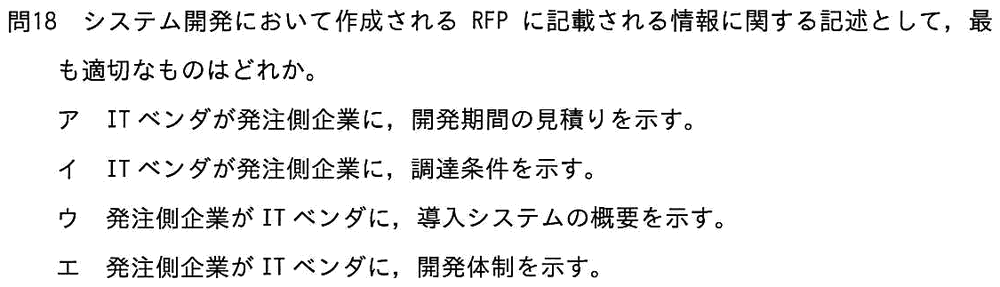 問18 システム開発において作成される RFP に記載される情報に関する記述として，最
も適切なものはどれか。
ア IT ベンダが発注側企業に，開発期間の見積りを示す。
イ IT ベンダが発注側企業に，調達条件を示す。
ウ 発注側企業が IT ベンダに，導入システムの概要を示す。
エ 発注側企業が IT ベンダに，開発体制を示す。